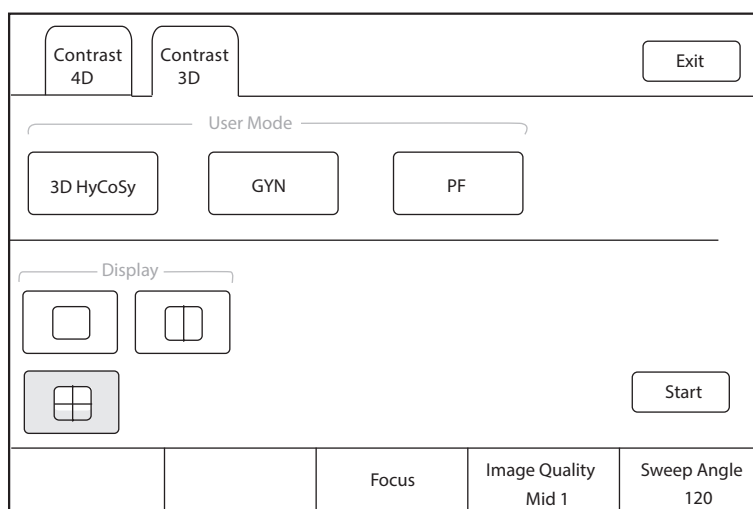 Contrast
4D
Contrast
3D
Exit
User Mode
3D HyCoSy
GYN
PF
Display
Start
Focus
Image Quality
Mid 1
Sweep Angle
120